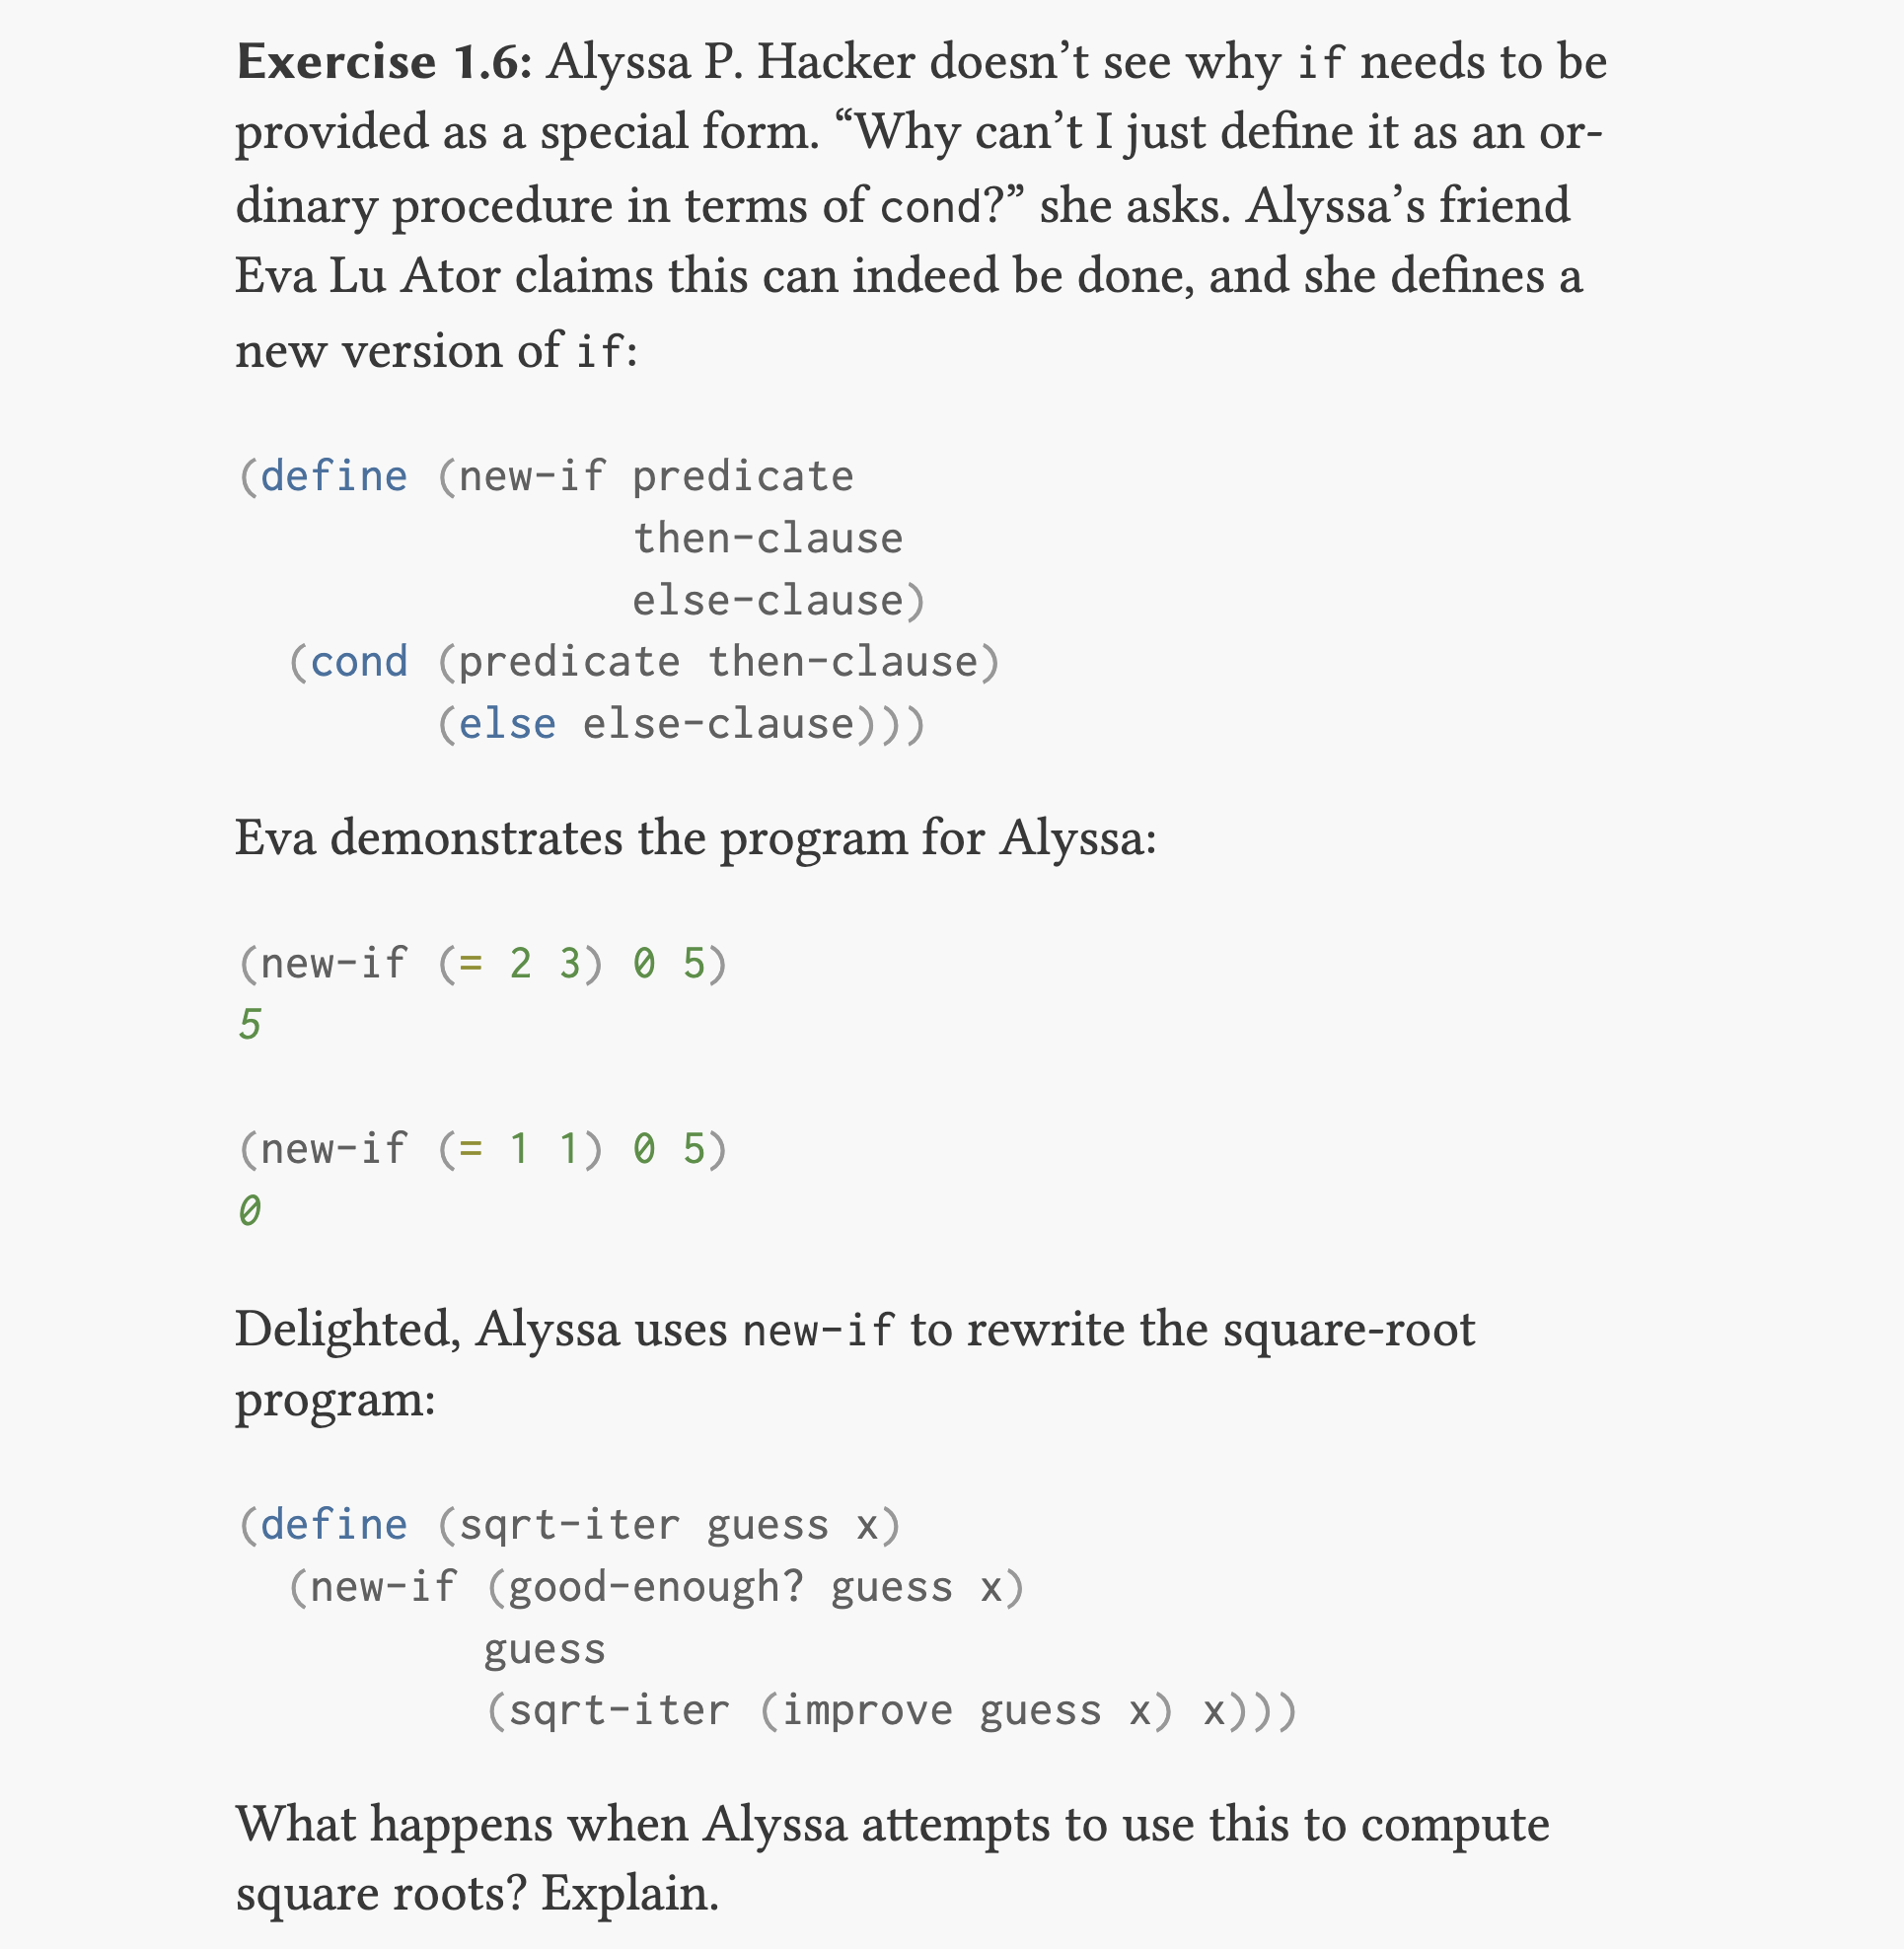 Exercise 1.6: Alyssa P. Hacker doesn’t see why if needs to be
provided as a special form. “Why can’t I just define it as an or-
dinary procedure in terms of cond?” she asks. Alyssa’s friend
Eva Lu Ator claims this can indeed be done, and she defines a
new version of if:
(define (new-if predicate
                then-clause
                else-clause)
  (cond (predicate then-clause)
        (else else-clause)))
Eva demonstrates the program for Alyssa:
(new-if (= 2 3) 0 5)
5
(new-if (= 1 1) 0 5)
0
Delighted, Alyssa uses new-if to rewrite the square-root
program:
(define (sqrt-iter guess x)
  (new-if (good-enough? guess x)
          guess
          (sqrt-iter (improve guess x) x)))
What happens when Alyssa attempts to use this to compute
square roots? Explain.